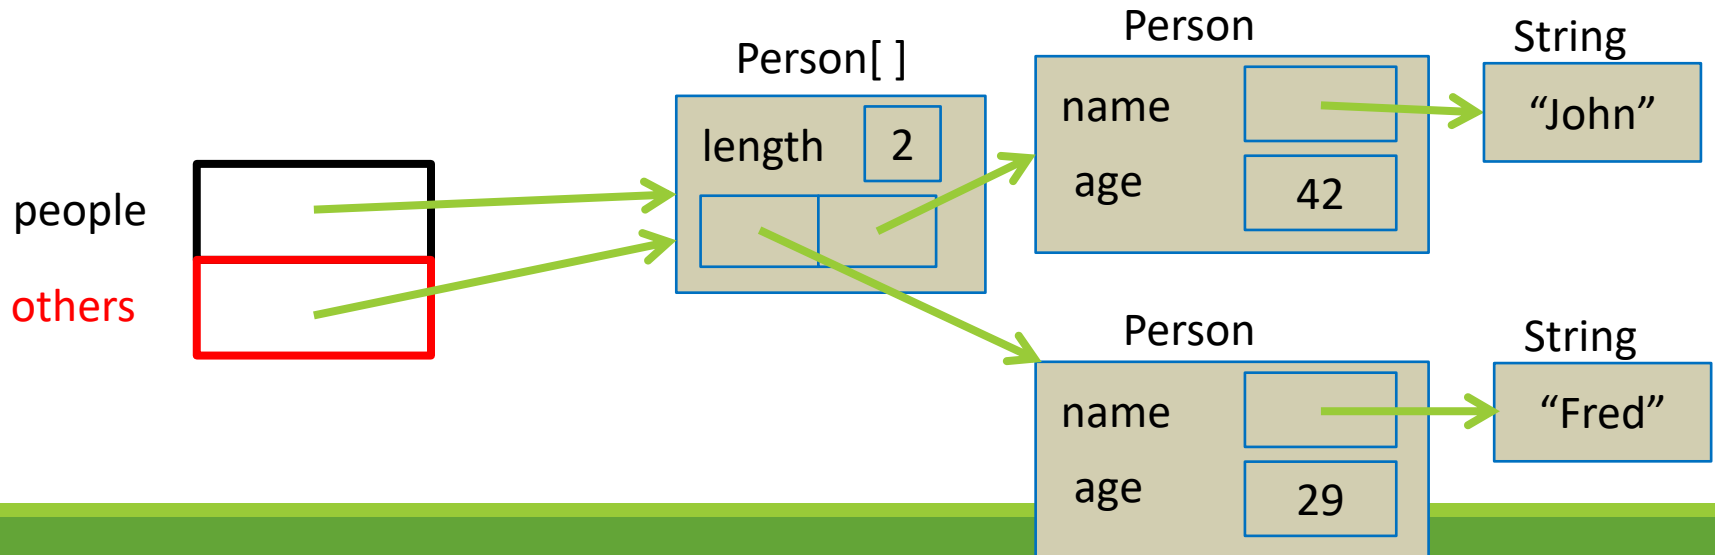 Person
String
Person[ ]
name
“John”
length 2
age 42
people
others
Person
String
name
“Fred”
age 29